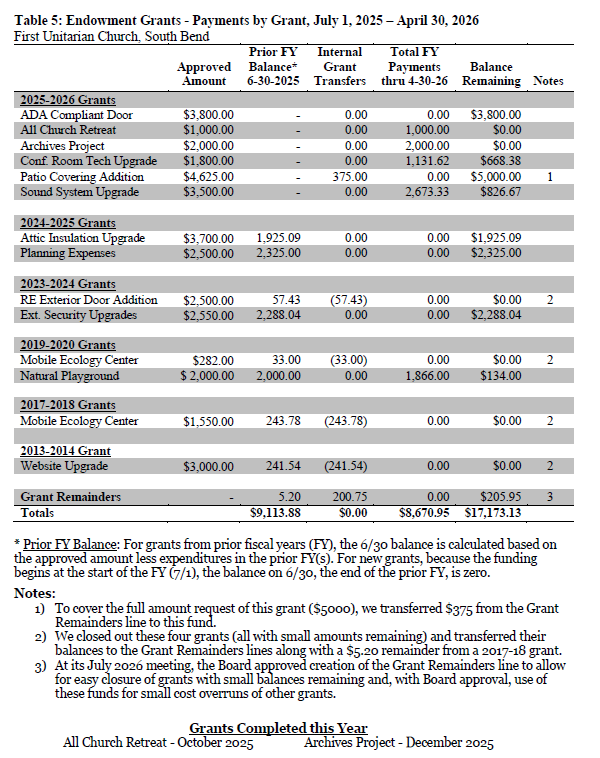 Table 5: Endowment Grants - Payments by Grant, July 1, 2025 – April 30, 2026
First Unitarian Church, South Bend
Approved Amount Prior FY Balance* 6-30-2025 Internal Grant Transfers Total FY Payments thru 4-30-26 Balance Remaining Notes
2025-2026 Grants
ADA Compliant Door $3,800.00 - 0.00 0.00 $3,800.00
All Church Retreat $1,000.00 - 0.00 1,000.00 $0.00
Archives Project $2,000.00 - 0.00 2,000.00 $0.00
Conf. Room Tech Upgrade $1,800.00 - 0.00 1,131.62 $668.38
Patio Covering Addition $4,625.00 - 375.00 0.00 $5,000.00 1
Sound System Upgrade $3,500.00 - 0.00 2,673.33 $826.67
2024-2025 Grants
Attic Insulation Upgrade $3,700.00 1,925.09 0.00 0.00 $1,925.09
Planning Expenses $2,500.00 2,325.00 0.00 0.00 $2,325.00
2023-2024 Grants
RE Exterior Door Addition $2,500.00 57.43 (57.43) 0.00 $0.00 2
Ext. Security Upgrades $2,550.00 2,288.04 0.00 0.00 $2,288.04
2019-2020 Grants
Mobile Ecology Center $282.00 33.00 (33.00) 0.00 $0.00 2
Natural Playground $ 2,000.00 2,000.00 0.00 1,866.00 $134.00
2017-2018 Grants
Mobile Ecology Center $1,550.00 243.78 (243.78) 0.00 $0.00 2
2013-2014 Grant
Website Upgrade $3,000.00 241.54 (241.54) 0.00 $0.00 2
Grant Remainders - 5.20 200.75 0.00 $205.95 3
Totals $9,113.88 $0.00 $8,670.95 $17,173.13
* Prior FY Balance: For grants from prior fiscal years (FY), the 6/30 balance is calculated based on
the approved amount less expenditures in the prior FY(s). For new grants, because the funding
begins at the start of the FY (7/1), the balance on 6/30, the end of the prior FY, is zero.
Notes:
1) To cover the full amount request of this grant ($5000), we transferred $375 from the Grant
Remainders line to this fund.
2) We closed out these four grants (all with small amounts remaining) and transferred their
balances to the Grant Remainders lines along with a $5.20 remainder from a 2017-18 grant.
3) At its July 2026 meeting, the Board approved creation of the Grant Remainders line to allow
for easy closure of grants with small balances remaining and, with Board approval, use of
these funds for small cost overruns of other grants.
Grants Completed this Year
All Church Retreat - October 2025 Archives Project - December 2025